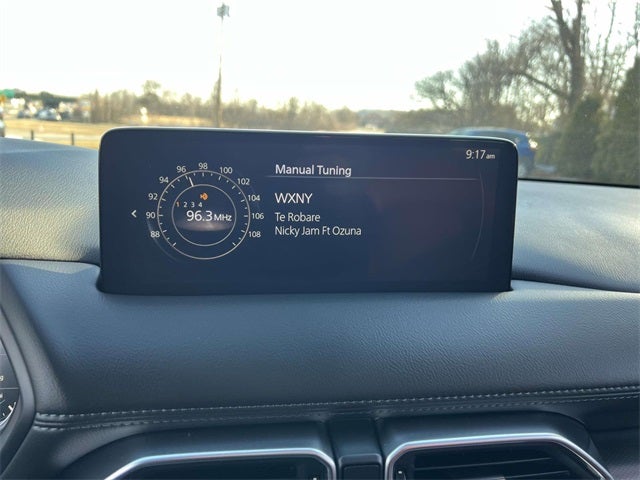 9:17 am
Manual Tuning
88 90 92 94 96 98 100 102 104 106 108
1 2 3 4
96.3 MHz
WXNY
Te Robare
Nicky Jam Ft Ozuna